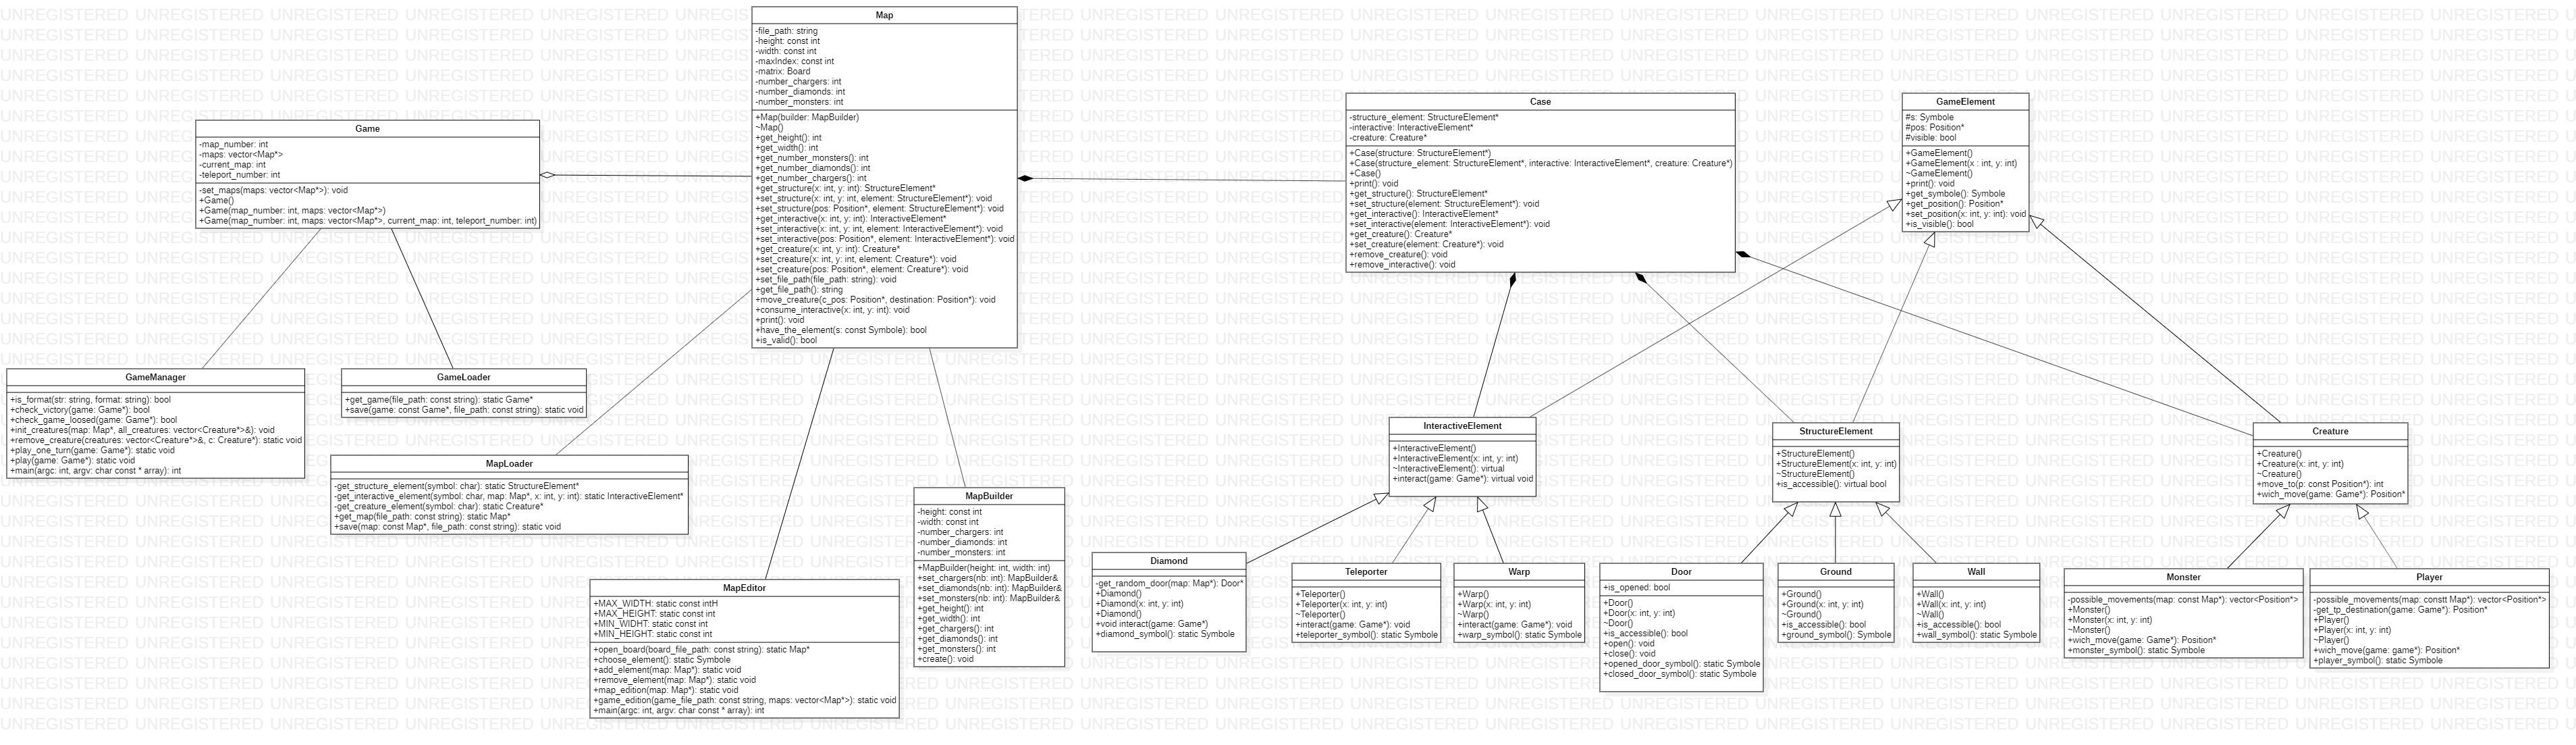 Map
-file_path: string
-height: const int
-width: const int
-maxIndex: const int
-matrix: Board
-number_chargers: int
-number_diamonds: int
-number_monsters: int
+Map(builder: MapBuilder)
~Map()
+get_height(): int
+get_width(): int
+get_number_monsters(): int
+get_number_diamonds(): int
+get_number_chargers(): int
+get_structure(x: int, y: int): StructureElement*
+set_structure(x: int, y: int, element: StructureElement*): void
+set_structure(pos: Position*, element: StructureElement*): void
+get_interactive(x: int, y: int): InteractiveElement*
+set_interactive(x: int, y: int, element: InteractiveElement*): void
+set_interactive(pos: Position*, element: InteractiveElement*): void
+get_creature(x: int, y: int): Creature*
+set_creature(x: int, y: int, element: Creature*): void
+set_creature(pos: Position*, element: Creature*): void
+set_file_path(file_path: string): void
+get_file_path(): string
+move_creature(c_pos: Position*, destination: Position*): void
+consume_interactive(x: int, y: int): void
+print(): void
+have_the_element(s: const Symbole): bool
+is_valid(): bool
Case
-structure_element: StructureElement*
-interactive: InteractiveElement*
-creature: Creature*
+Case(structure: StructureElement*)
+Case(structure_element: StructureElement*, interactive: InteractiveElement*, creature: Creature*)
+Case()
+print(): void
+get_structure(): StructureElement*
+set_structure(element: StructureElement*): void
+get_interactive(): InteractiveElement*
+set_interactive(element: InteractiveElement*): void
+get_creature(): Creature*
+set_creature(element: Creature*): void
+remove_creature(): void
+remove_interactive(): void
GameElement
#s: Symbole
#pos: Position*
#visible: bool
+GameElement()
+GameElement(x : int, y: int)
~GameElement()
+print(): void
+get_symbole(): Symbole
+get_position(): Position*
+set_position(x: int, y: int): void
+is_visible(): bool
Game
-map_number: int
-maps: vector<Map*>
-current_map: int
-teleport_number: int
-set_maps(maps: vector<Map*>): void
+Game()
+Game(map_number: int, maps: vector<Map*>)
+Game(map_number: int, maps: vector<Map*>, current_map: int, teleport_number: int)
GameManager
+is_format(str: string, format: string): bool
+check_victory(game: Game*): bool
+check_game_loosed(game: Game*): bool
+init_creatures(map: Map*, all_creatures: vector<Creature*>&): void
+remove_creature(creatures: vector<Creature*>&, c: Creature*): static void
+play_one_turn(game: Game*): static void
+play(game: Game*): static void
+main(argc: int, argv: char const * array): int
GameLoader
+get_game(file_path: const string): static Game*
+save(game: const Game*, file_path: const string): static void
MapLoader
-get_structure_element(symbol: char): static StructureElement*
-get_interactive_element(symbol: char, map: Map*, x: int, y: int): static InteractiveElement*
-get_creature_element(symbol: char): static Creature*
+get_map(file_path: const string): static Map*
+save(map: const Map*, file_path: const string): static void
MapEditor
+MAX_WIDTH: static const intH
+MAX_HEIGHT: static const int
+MIN_WIDHT: static const int
+MIN_HEIGHT: static const int
+open_board(board_file_path: const string): static Map*
+choose_element(): static Symbole
+add_element(map: Map*): static void
+remove_element(map: Map*): static void
+map_edition(map: Map*): static void
+game_edition(game_file_path: const string, maps: vector<Map*>): static void
+main(argc: int, argv: char const * array): int
MapBuilder
-height: const int
-width: const int
-number_chargers: int
-number_diamonds: int
-number_monsters: int
+MapBuilder(height: int, width: int)
+set_chargers(nb: int): MapBuilder&
+set_diamonds(nb: int): MapBuilder&
+set_monsters(nb: int): MapBuilder&
+get_height(): int
+get_width(): int
+get_chargers(): int
+get_diamonds(): int
+get_monsters(): int
+create(): void
InteractiveElement
+InteractiveElement()
+InteractiveElement(x: int, y: int)
~InteractiveElement(): virtual
+interact(game: Game*): virtual void
StructureElement
+StructureElement()
+StructureElement(x: int, y: int)
~StructureElement()
+is_accessible(): virtual bool
Creature
+Creature()
+Creature(x: int, y: int)
~Creature()
+move_to(p: const Position*): int
+wich_move(game: Game*): Position*
Diamond
-get_random_door(map: Map*): Door*
+Diamond()
+Diamond(x: int, y: int)
+Diamond()
+void interact(game: Game*)
+diamond_symbol(): static Symbole
Teleporter
+Teleporter()
+Teleporter(x: int, y: int)
~Teleporter()
+interact(game: Game*): void
+teleporter_symbol(): static Symbole
Warp
+Warp()
+Warp(x: int, y: int)
~Warp()
+interact(game: Game*): void
+warp_symbol(): static Symbole
Door
+is_opened: bool
+Door()
+Door(x: int, y: int)
~Door()
+is_accessible(): bool
+open(): void
+close(): void
+opened_door_symbol(): static Symbole
+closed_door_symbol(): static Symbole
Ground
+Ground()
+Ground(x: int, y: int)
~Ground()
+is_accessible(): bool
+ground_symbol(): Symbole
Wall
+Wall()
+Wall(x: int, y: int)
~Wall()
+is_accessible(): bool
+wall_symbol(): static Symbole
Monster
-possible_movements(map: const Map*): vector<Position*>
+Monster()
+Monster(x: int, y: int)
~Monster()
+wich_move(game: Game*): Position*
+monster_symbol(): static Symbole
Player
-possible_movements(map: constt Map*): vector<Position*>
-get_tp_destination(game: Game*): Position*
+Player()
+Player(x: int, y: int)
~Player()
+wich_move(game: game*): Position*
+player_symbol(): static Symbole
UNREGISTERED